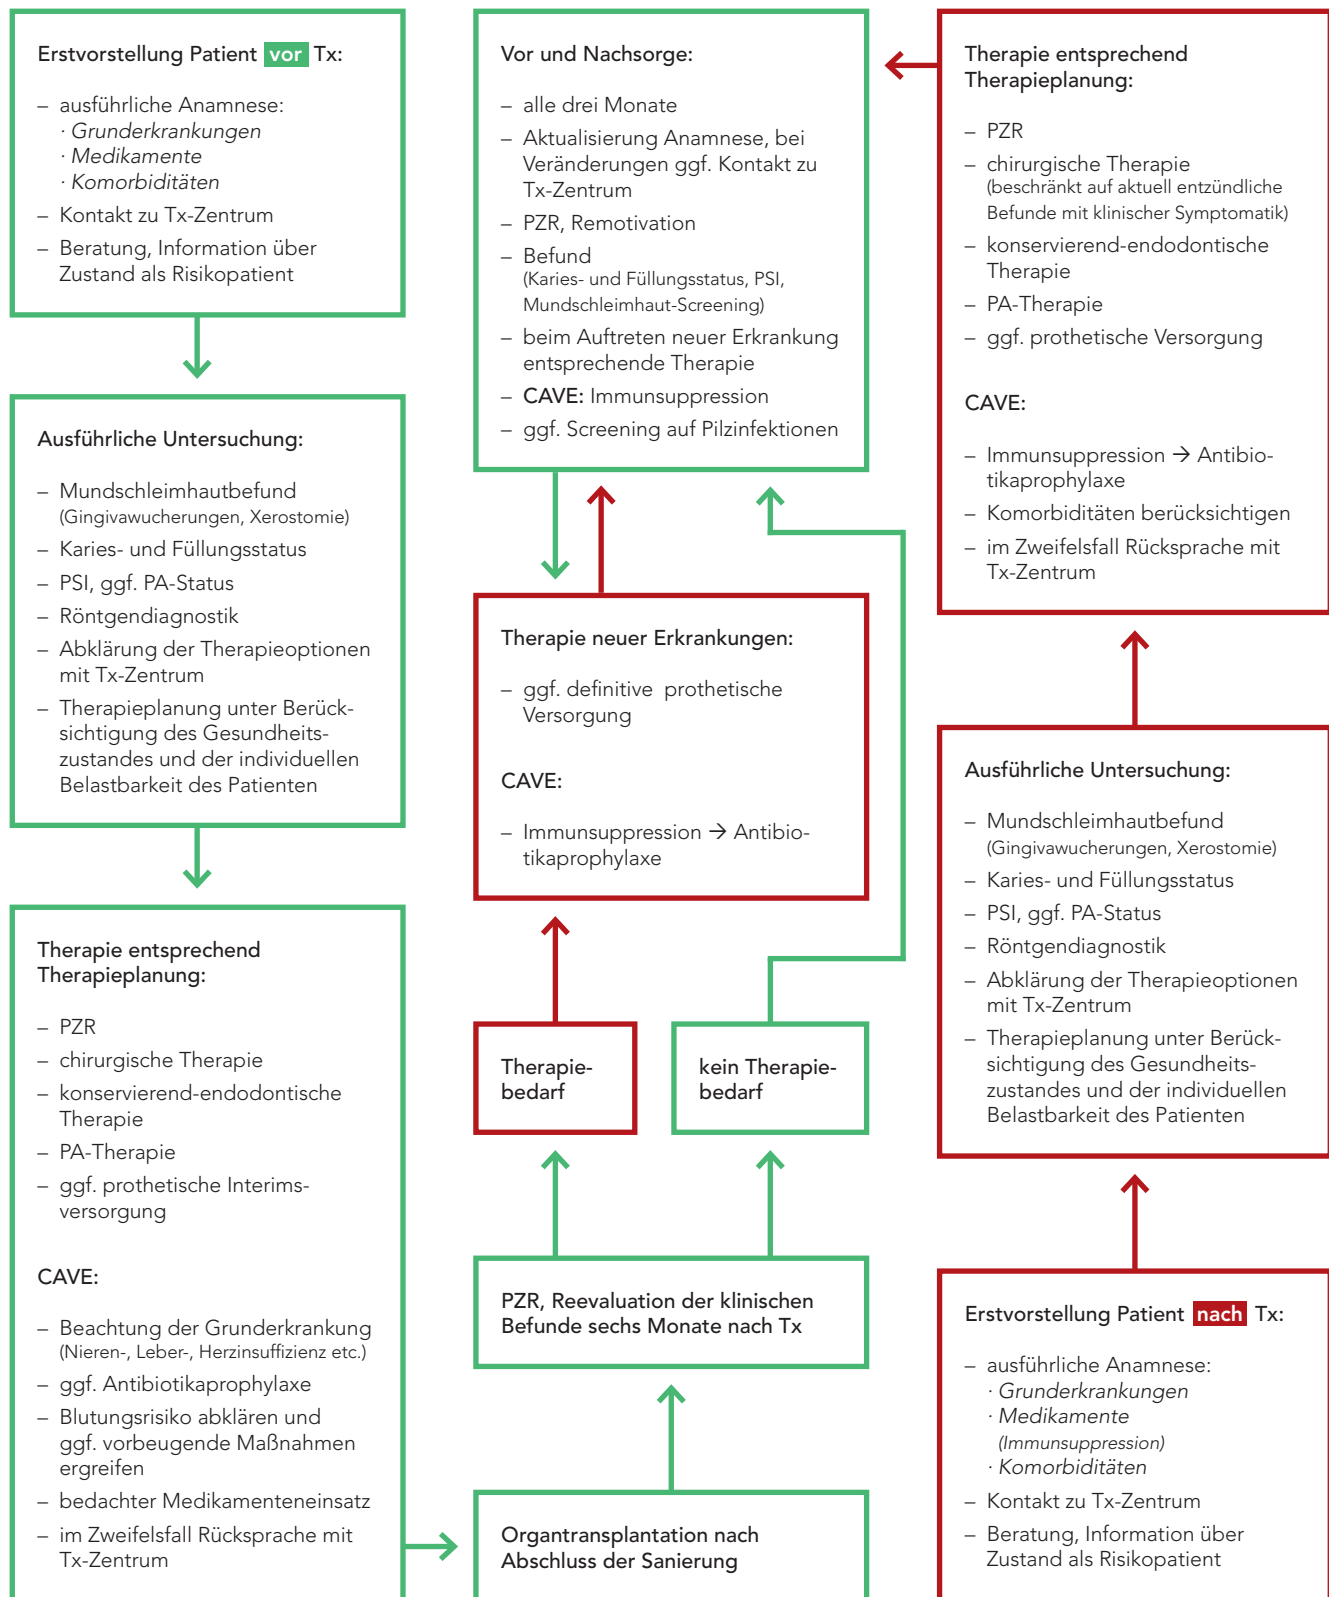 Erstvorstellung Patient vor Tx:
– ausführliche Anamnese:
· Grunderkrankungen
· Medikamente
· Komorbiditäten
– Kontakt zu Tx-Zentrum
– Beratung, Information über
Zustand als Risikopatient
Ausführliche Untersuchung:
– Mundschleimhautbefund
(Gingivawucherungen, Xerostomie)
– Karies- und Füllungsstatus
– PSI, ggf. PA-Status
– Röntgendiagnostik
– Abklärung der Therapieoptionen
mit Tx-Zentrum
– Therapieplanung unter Berück-
sichtigung des Gesundheits-
zustandes und der individuellen
Belastbarkeit des Patienten
Therapie entsprechend
Therapieplanung:
– PZR
– chirurgische Therapie
– konservierend-endodontische
Therapie
– PA-Therapie
– ggf. prothetische Interims-
versorgung
CAVE:
– Beachtung der Grunderkrankung
(Nieren-, Leber-, Herzinsuffizienz etc.)
– ggf. Antibiotikaprophylaxe
– Blutungsrisiko abklären und
ggf. vorbeugende Maßnahmen
ergreifen
– bedachter Medikamenteneinsatz
– im Zweifelsfall Rücksprache mit
Tx-Zentrum
Vor und Nachsorge:
– alle drei Monate
– Aktualisierung Anamnese, bei
Veränderungen ggf. Kontakt zu
Tx-Zentrum
– PZR, Remotivation
– Befund
(Karies- und Füllungsstatus, PSI,
Mundschleimhaut-Screening)
– beim Auftreten neuer Erkrankung
entsprechende Therapie
– CAVE: Immunsuppression
– ggf. Screening auf Pilzinfektionen
Therapie neuer Erkrankungen:
– ggf. definitive prothetische
Versorgung
CAVE:
– Immunsuppression → Antibio-
tikaprophylaxe
Therapie-
bedarf
kein Therapie-
bedarf
PZR, Reevaluation der klinischen
Befunde sechs Monate nach Tx
Organtransplantation nach
Abschluss der Sanierung
Therapie entsprechend
Therapieplanung:
– PZR
– chirurgische Therapie
(beschränkt auf aktuell entzündliche
Befunde mit klinischer Symptomatik)
– konservierend-endodontische
Therapie
– PA-Therapie
– ggf. prothetische Versorgung
CAVE:
– Immunsuppression → Antibio-
tikaprophylaxe
– Komorbiditäten berücksichtigen
– im Zweifelsfall Rücksprache mit
Tx-Zentrum
Ausführliche Untersuchung:
– Mundschleimhautbefund
(Gingivawucherungen, Xerostomie)
– Karies- und Füllungsstatus
– PSI, ggf. PA-Status
– Röntgendiagnostik
– Abklärung der Therapieoptionen
mit Tx-Zentrum
– Therapieplanung unter Berück-
sichtigung des Gesundheits-
zustandes und der individuellen
Belastbarkeit des Patienten
Erstvorstellung Patient nach Tx:
– ausführliche Anamnese:
· Grunderkrankungen
· Medikamente
(Immunsuppression)
· Komorbiditäten
– Kontakt zu Tx-Zentrum
– Beratung, Information über
Zustand als Risikopatient